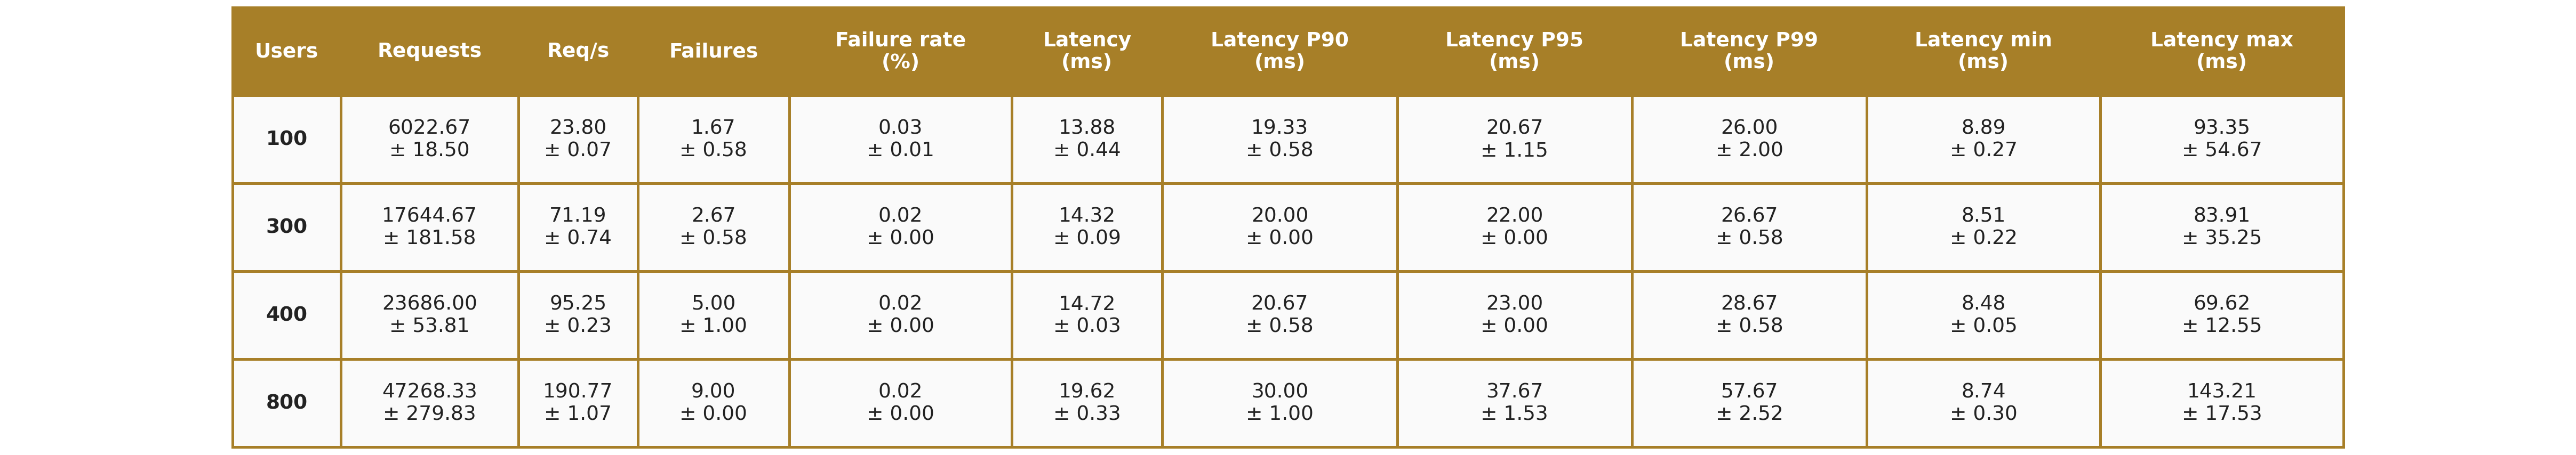 Users Requests Req/s Failures Failure rate (%) Latency (ms) Latency P90 (ms) Latency P95 (ms) Latency P99 (ms) Latency min (ms) Latency max (ms)
100 6022.67 ± 18.50 23.80 ± 0.07 1.67 ± 0.58 0.03 ± 0.01 13.88 ± 0.44 19.33 ± 0.58 20.67 ± 1.15 26.00 ± 2.00 8.89 ± 0.27 93.35 ± 54.67
300 17644.67 ± 181.58 71.19 ± 0.74 2.67 ± 0.58 0.02 ± 0.00 14.32 ± 0.09 20.00 ± 0.00 22.00 ± 0.00 26.67 ± 0.58 8.51 ± 0.22 83.91 ± 35.25
400 23686.00 ± 53.81 95.25 ± 0.23 5.00 ± 1.00 0.02 ± 0.00 14.72 ± 0.03 20.67 ± 0.58 23.00 ± 0.00 28.67 ± 0.58 8.48 ± 0.05 69.62 ± 12.55
800 47268.33 ± 279.83 190.77 ± 1.07 9.00 ± 0.00 0.02 ± 0.00 19.62 ± 0.33 30.00 ± 1.00 37.67 ± 1.53 57.67 ± 2.52 8.74 ± 0.30 143.21 ± 17.53